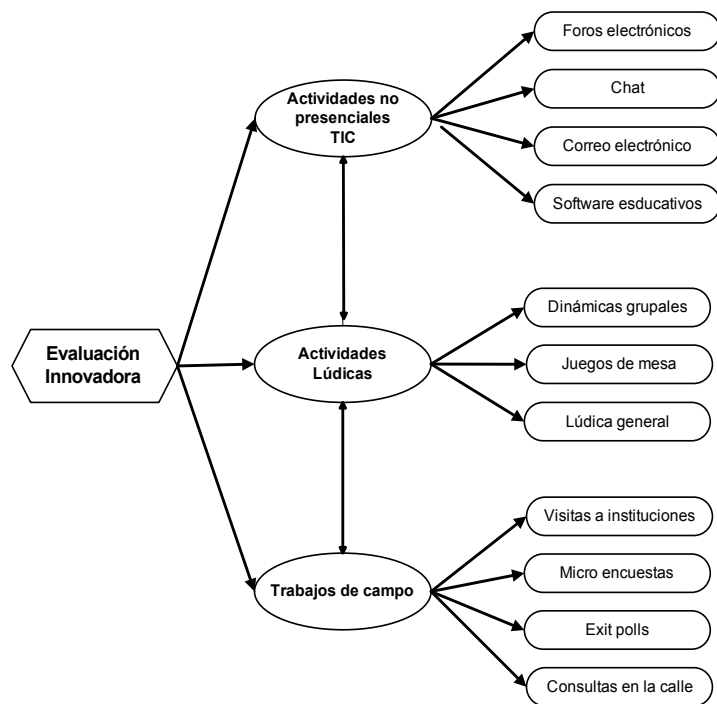 Foros electrónicos
Actividades no
presenciales
TIC
Chat
Correo electrónico
Software esducativos
Evaluación
Innovadora
Actividades
Lúdicas
Dinámicas grupales
Juegos de mesa
Lúdica general
Trabajos de campo
Visitas a instituciones
Micro encuestas
Exit polls
Consultas en la calle